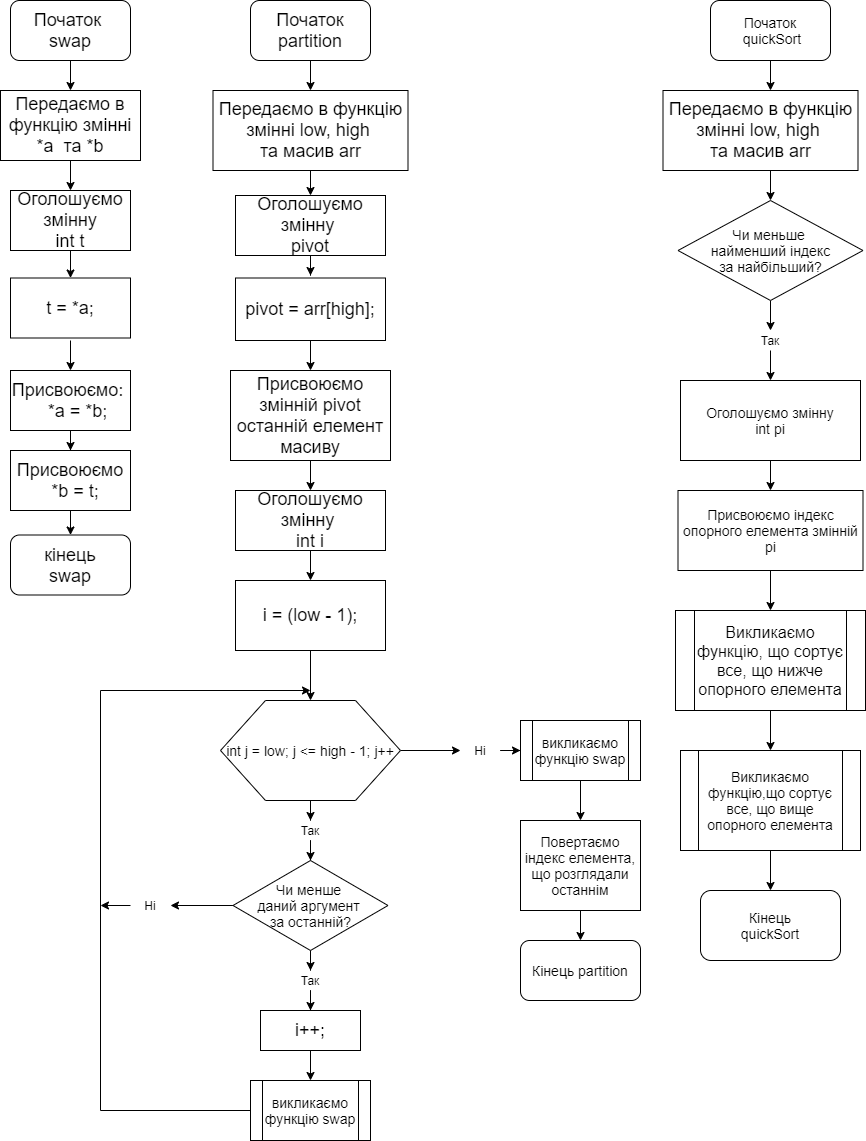 Початок
swap
Передаємо в
функцію змінні
*a та *b
Оголошуємо
змінну
int t
t = *a;
Присвоюємо:
*a = *b;
Присвоюємо
*b = t;
кінець
swap
Початок
partition
Передаємо в функцію
змінні low, high
та масив arr
Оголошуємо
змінну
pivot
pivot = arr[high];
Присвоюємо
змінній pivot
останній елемент
масиву
Оголошуємо
змінну
int i
i = (low - 1);
int j = low; j <= high - 1; j++
Ні
викликаємо
функцію swap
Повертаємо
індекс елемента,
що розглядали
останнім
Кінець partition
Так
Чи менше
даний аргумент
за останній?
Ні
Так
i++;
викликаємо
функцію swap
Початок
quickSort
Передаємо в функцію
змінні low, high
та масив arr
Чи меньше
найменший індекс
за найбільший?
Так
Оголошуємо змінну
int pi
Присвоюємо індекс
опорного елемента змінній
pi
Викликаємо
функцію, що сортує
все, що нижче
опорного елемента
Викликаємо
функцію,що сортує
все, що вище
опорного елемента
Кінець
quickSort